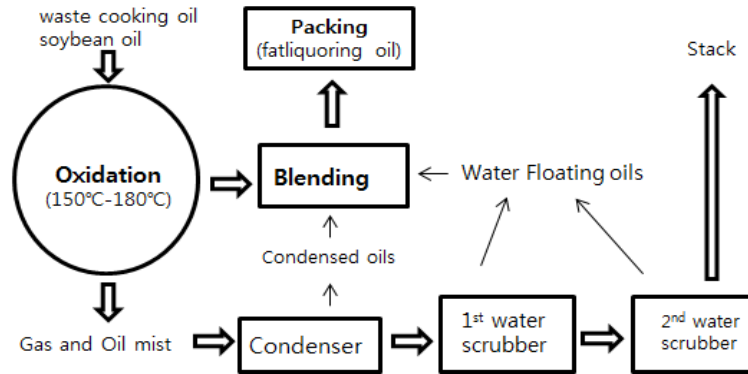 waste cooking oil
soybean oil
Packing
(fatliquoring oil)
Stack
Oxidation
(150℃-180℃)
Blending
Water Floating oils
Condensed oils
Gas and Oil mist
Condenser
1st water
scrubber
2nd water
scrubber